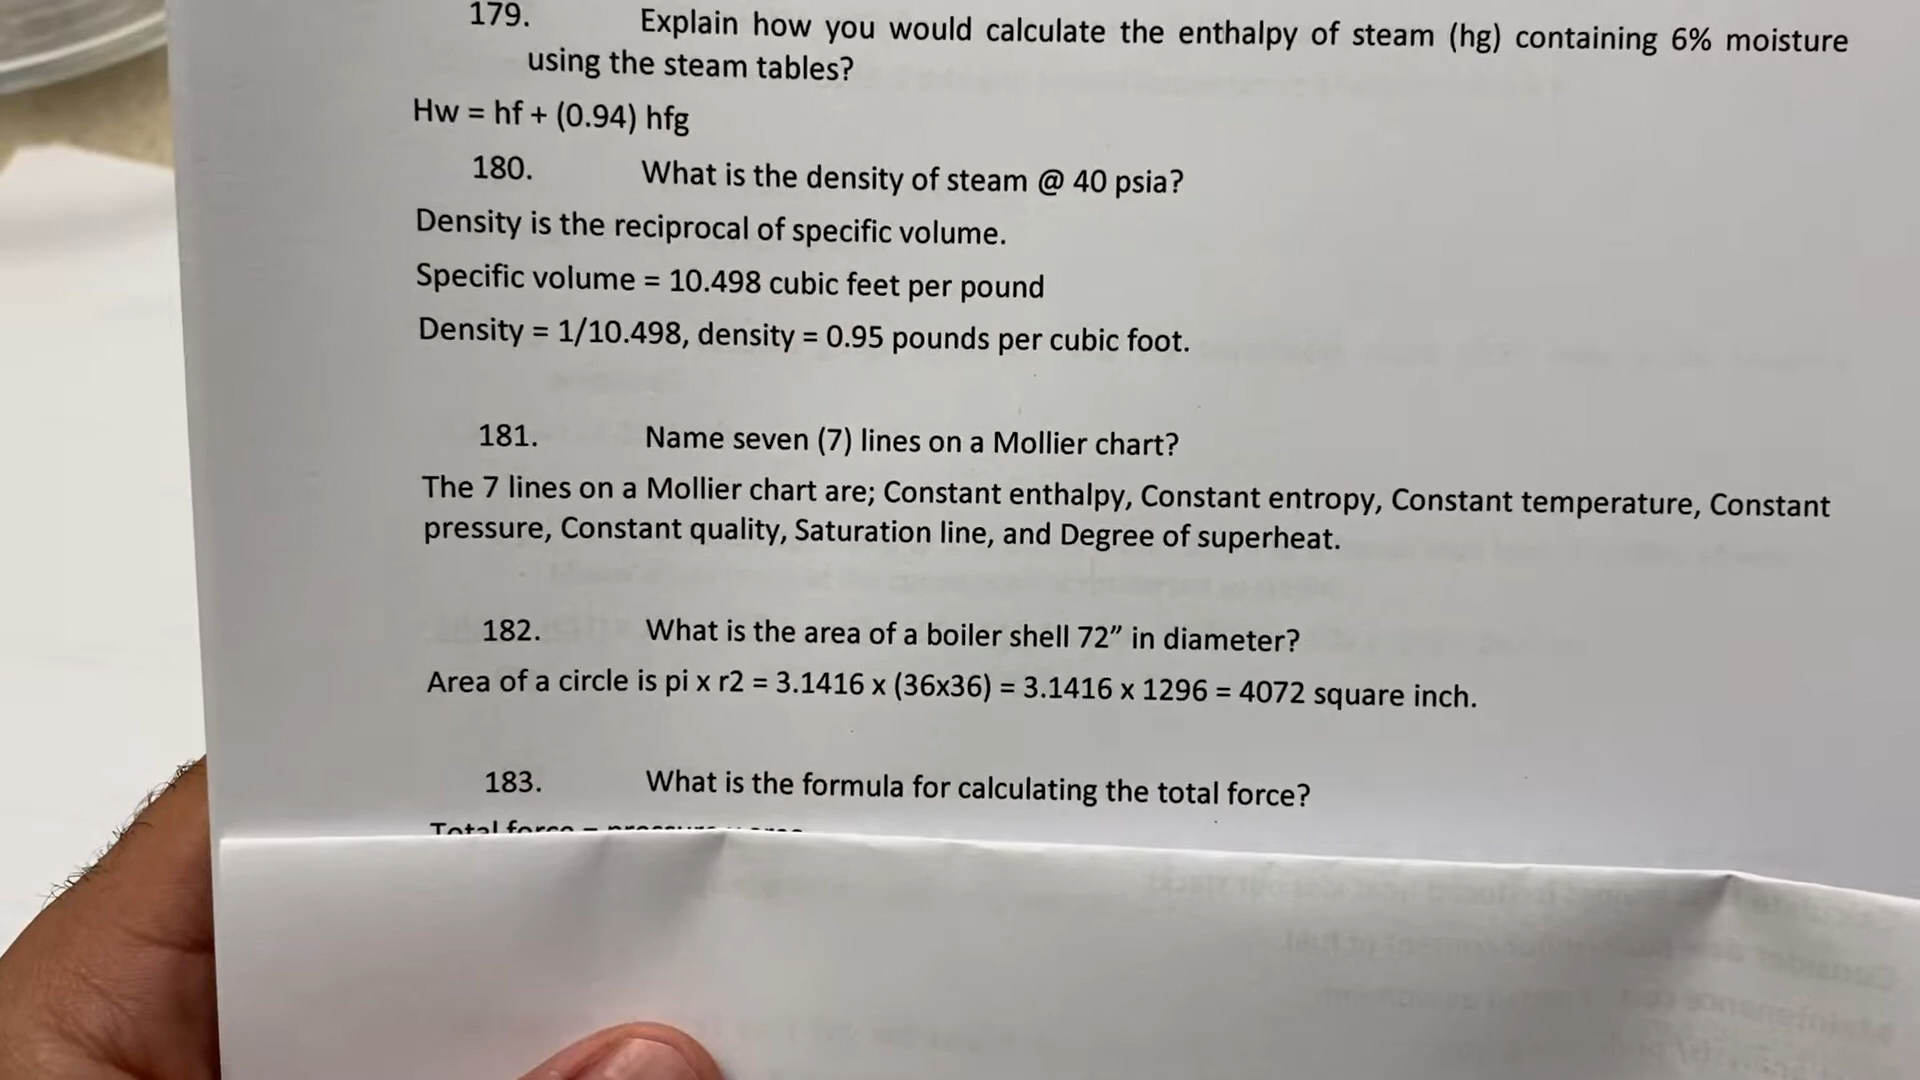 179. Explain how you would calculate the enthalpy of steam (hg) containing 6% moisture
using the steam tables?
Hw = hf + (0.94) hfg
180. What is the density of steam @ 40 psia?
Density is the reciprocal of specific volume.
Specific volume = 10.498 cubic feet per pound
Density = 1/10.498, density = 0.95 pounds per cubic foot.
181. Name seven (7) lines on a Mollier chart?
The 7 lines on a Mollier chart are; Constant enthalpy, Constant entropy, Constant temperature, Constant
pressure, Constant quality, Saturation line, and Degree of superheat.
182. What is the area of a boiler shell 72” in diameter?
Area of a circle is pi x r2 = 3.1416 x (36x36) = 3.1416 x 1296 = 4072 square inch.
183. What is the formula for calculating the total force?
Total force = pressure x area